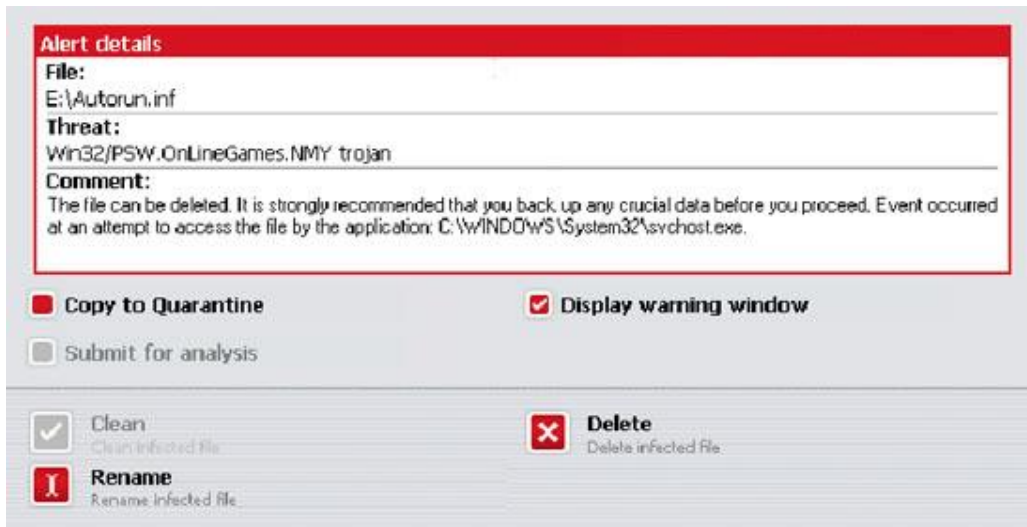 Alert details
File:
E:\Autorun.inf
Threat:
Win32/PSW.OnLineGames.NMY trojan
Comment:
The file can be deleted. It is strongly recommended that you back up any crucial data before you proceed. Event occurred
at an attempt to access the file by the application: C:\WINDOWS\System32\svchost.exe.
Copy to Quarantine
Display warning window
Submit for analysis
Clean
Clean infected file
Delete
Delete infected file
Rename
Rename infected file